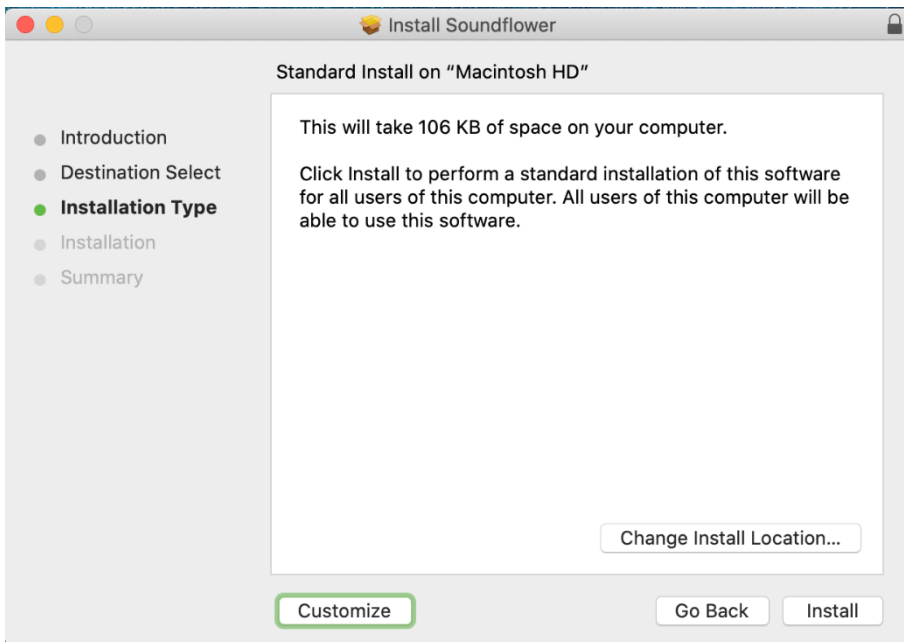 Install Soundflower
Standard Install on “Macintosh HD”
Introduction
Destination Select
Installation Type
Installation
Summary
This will take 106 KB of space on your computer.
Click Install to perform a standard installation of this software
for all users of this computer. All users of this computer will be
able to use this software.
Change Install Location...
Customize
Go Back
Install